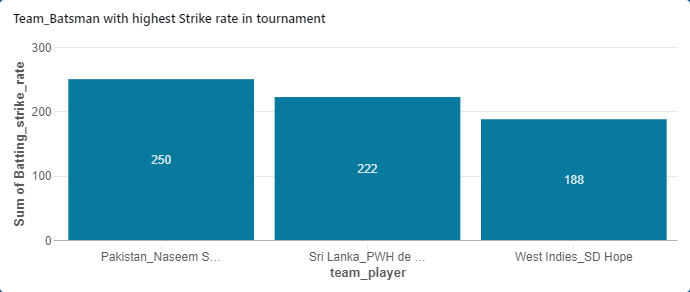 Team_Batsman with highest Strike rate in tournament
Sum of Batting_strike_rate
300
200
100
0
250
222
188
Pakistan_Naseem S…
Sri Lanka_PWH de …
West Indies_SD Hope
team_player